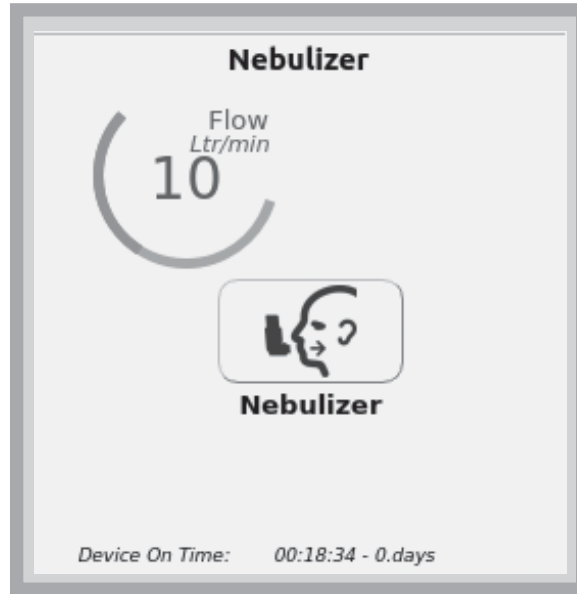 Nebulizer
Flow
Ltr/min
10
Nebulizer
Device On Time: 00:18:34 - 0.days